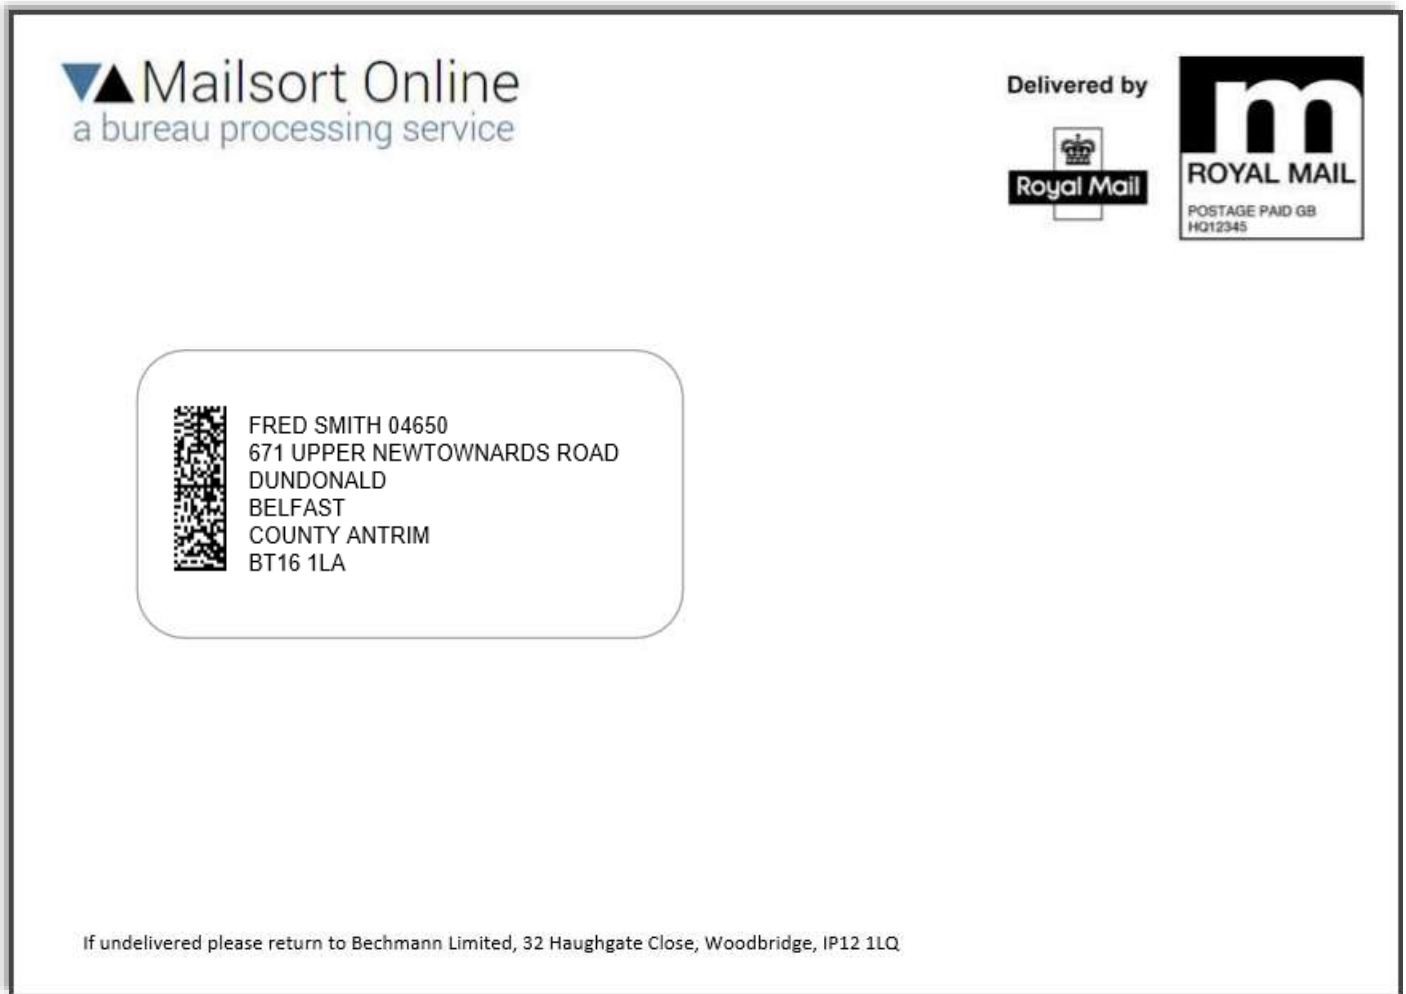 Mailsort Online
a bureau processing service
Delivered by
Royal Mail
m
ROYAL MAIL
POSTAGE PAID GB
HQ12345
FRED SMITH 04650
671 UPPER NEWTOWNARDS ROAD
DUNDONALD
BELFAST
COUNTY ANTRIM
BT16 1LA
If undelivered please return to Bechmann Limited, 32 Haughgate Close, Woodbridge, IP12 1LQ